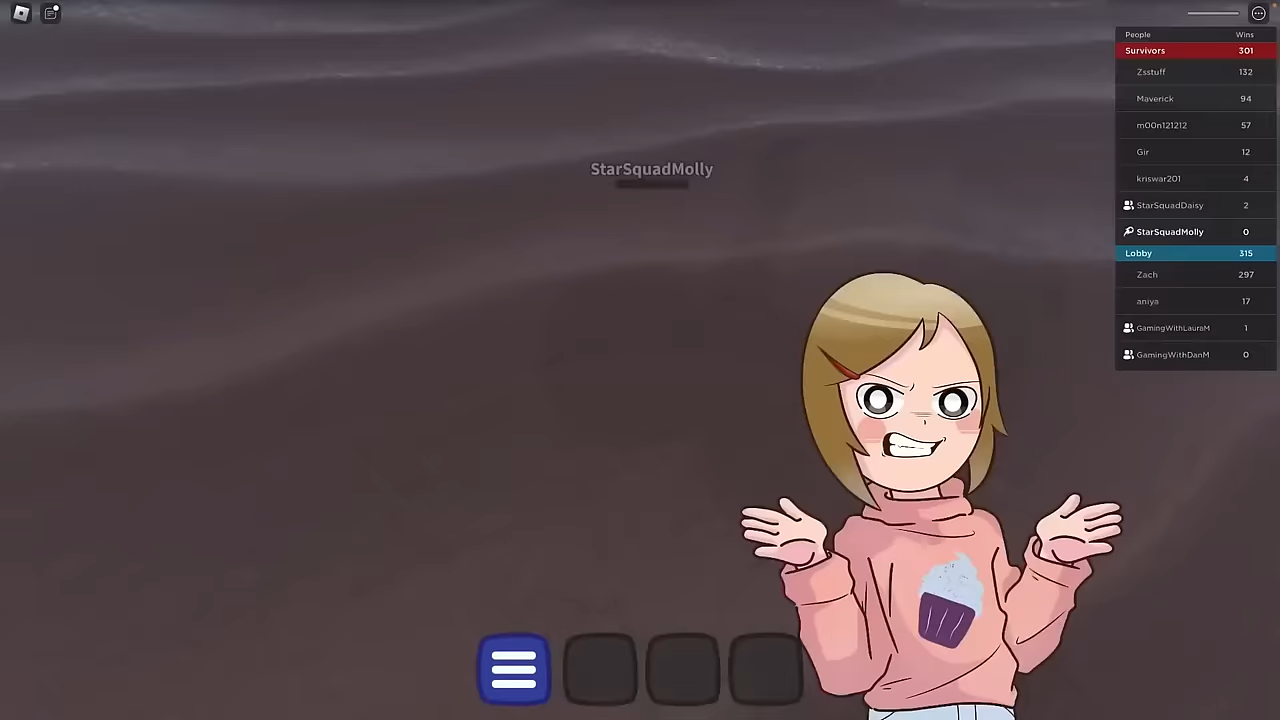 StarSquadMolly
People Wins
Survivors 301
Zsstuff 132
Maverick 94
m00n121212 57
Gir 12
kriswar201 4
StarSquadDaisy 2
StarSquadMolly 0
Lobby 315
Zach 297
aniya 17
GamingWithLauraM 1
GamingWithDanM 0